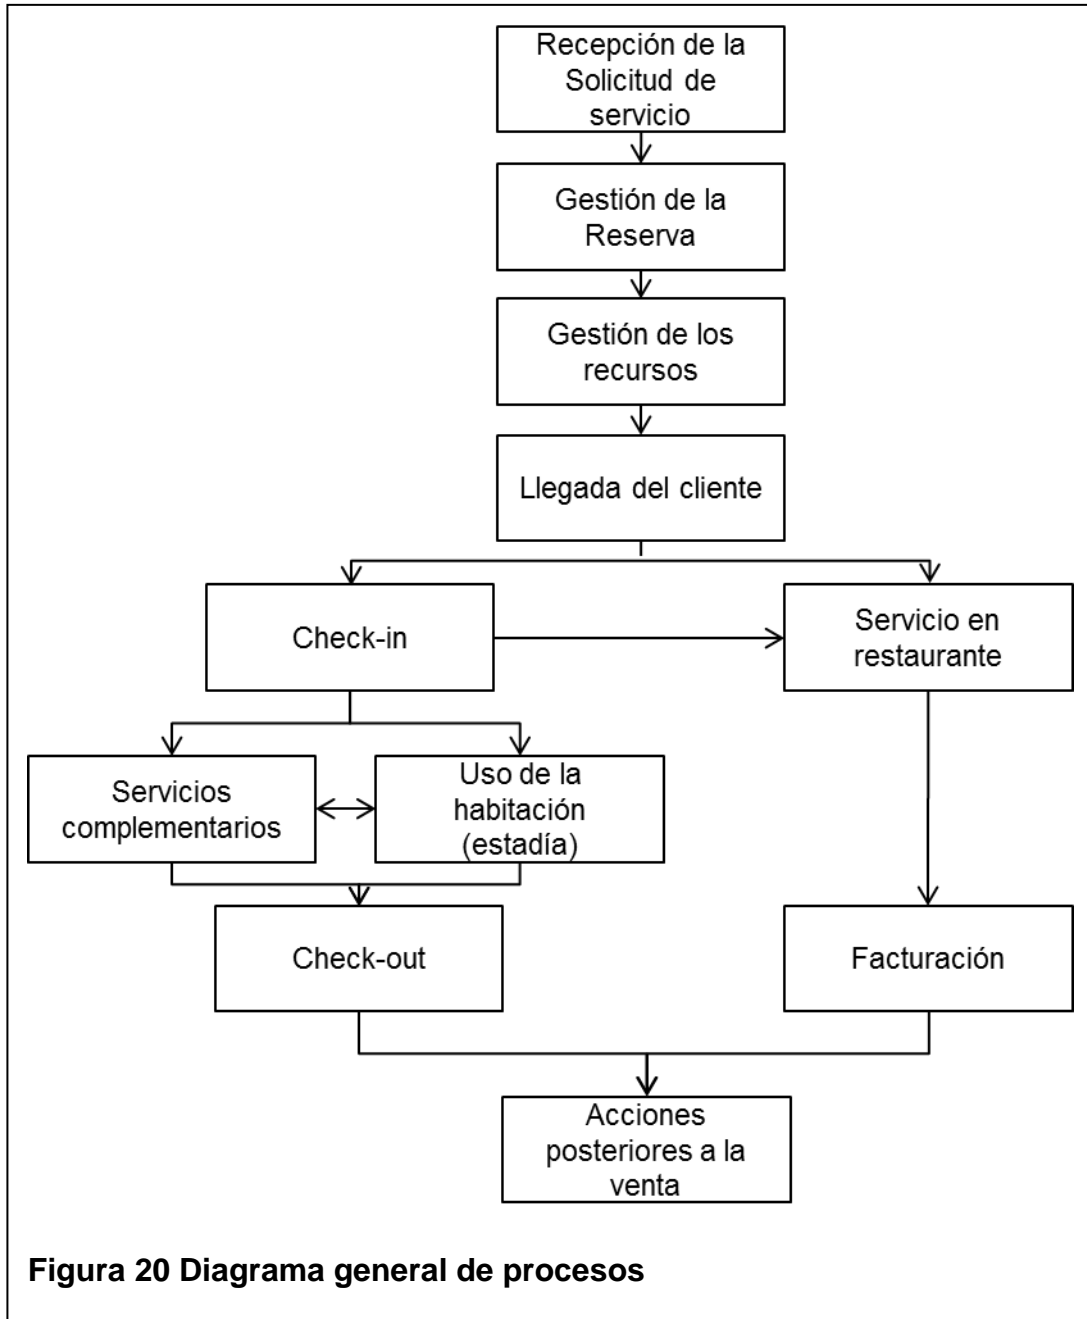 Recepción de la
Solicitud de
servicio
Gestión de la
Reserva
Gestión de los
recursos
Llegada del cliente
Check-in
Servicio en
restaurante
Servicios
complementarios
Uso de la
habitación
(estadía)
Check-out
Facturación
Acciones
posteriores a la
venta
Figura 20 Diagrama general de procesos